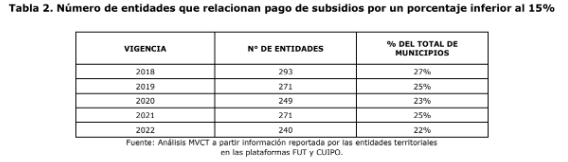 Tabla 2. Número de entidades que relacionan pago de subsidios por un porcentaje inferior al 15%
VIGENCIA N° DE ENTIDADES % DEL TOTAL DE MUNICIPIOS
2018 293 27%
2019 271 25%
2020 249 23%
2021 271 25%
2022 240 22%
Fuente: Análisis MVCT a partir información reportada por las entidades territoriales
en las plataformas FUT y CUIPO.